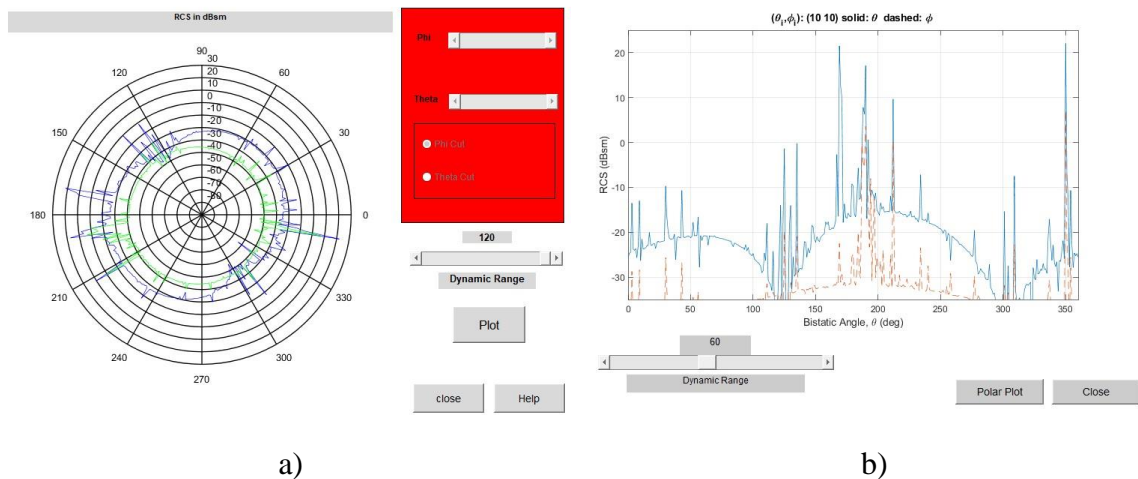 RCS in dBsm
90
120
60
30
20
10
0
-10
-20
-30
-40
-50
-60
-70
-80
150
30
180
0
210
330
240
300
270
Phi
Theta
Phi Cut
Theta Cut
120
Dynamic Range
Plot
close
Help
a)
(θi,ϕi): (10 10) solid: θ dashed: ϕ
RCS (dBsm)
20
10
0
-10
-20
-30
0
50
100
150
200
250
300
350
Bistatic Angle, θ (deg)
60
Dynamic Range
Polar Plot
Close
b)